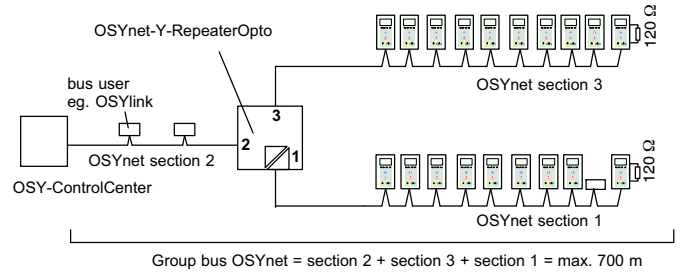 OSYnet-Y-RepeaterOpto
120 Ω
OSYnet section 3
bus user
eg. OSYlink
3
2
1
OSYnet section 2
120 Ω
OSY-ControlCenter
OSYnet section 1
Group bus OSYnet = section 2 + section 3 + section 1 = max. 700 m